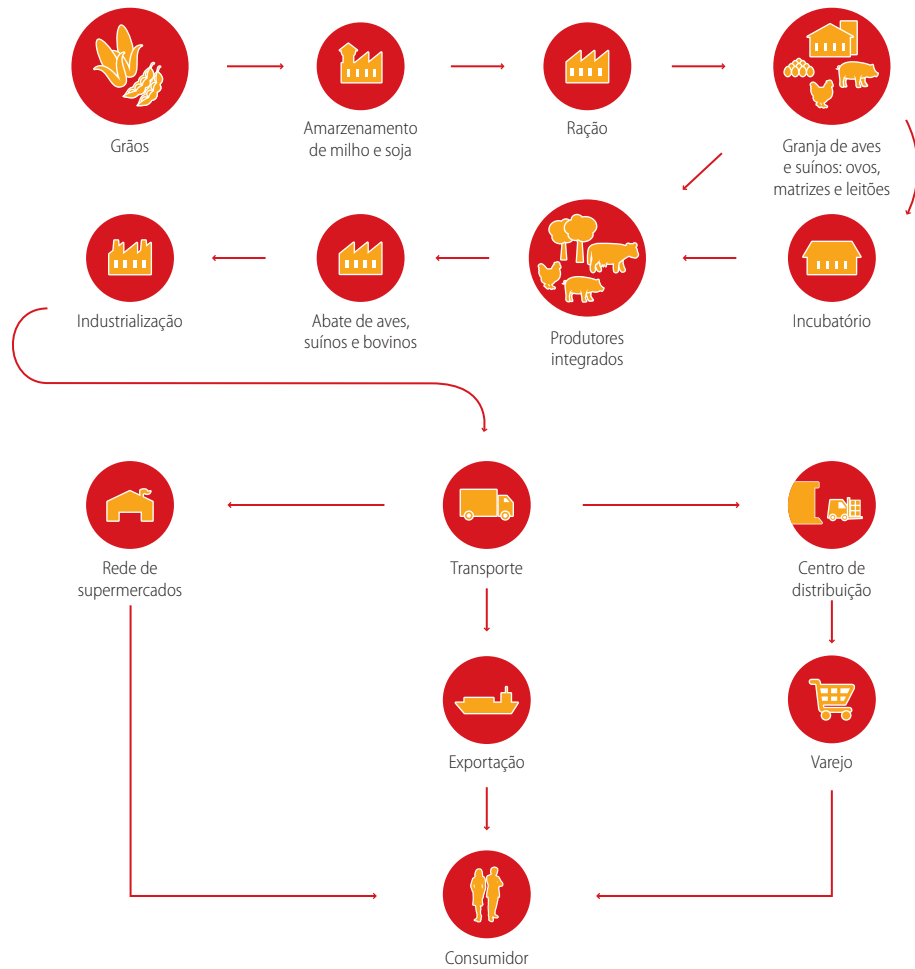 Grãos
Amarzenamento
de milho e soja
Ração
Granja de aves
e suínos: ovos,
matrizes e leitões
Industrialização
Abate de aves,
suínos e bovinos
Produtores
integrados
Incubatório
Rede de
supermercados
Transporte
Centro de
distribuição
Exportação
Varejo
Consumidor